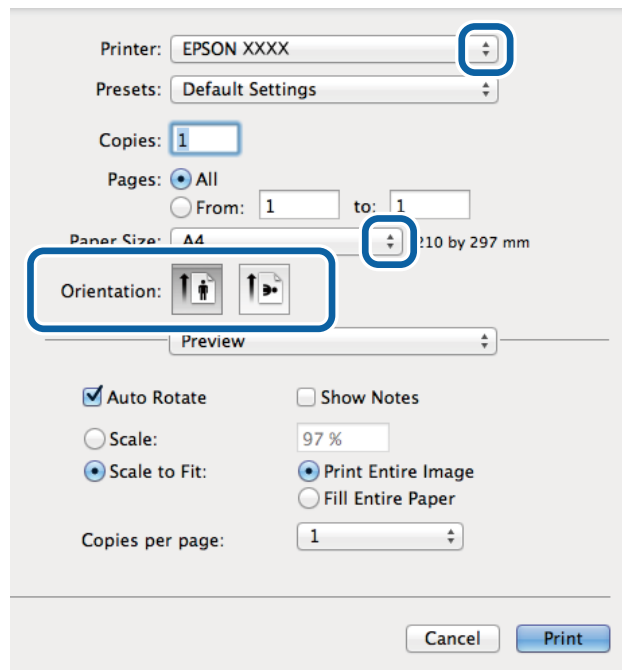 Printer: EPSON XXXX
Presets: Default Settings
Copies: 1
Pages: All
From: 1 to: 1
Paper Size: A4 210 by 297 mm
Orientation:
Preview
Auto Rotate Show Notes
Scale: 97 %
Scale to Fit: Print Entire Image
Fill Entire Paper
Copies per page: 1
Cancel Print